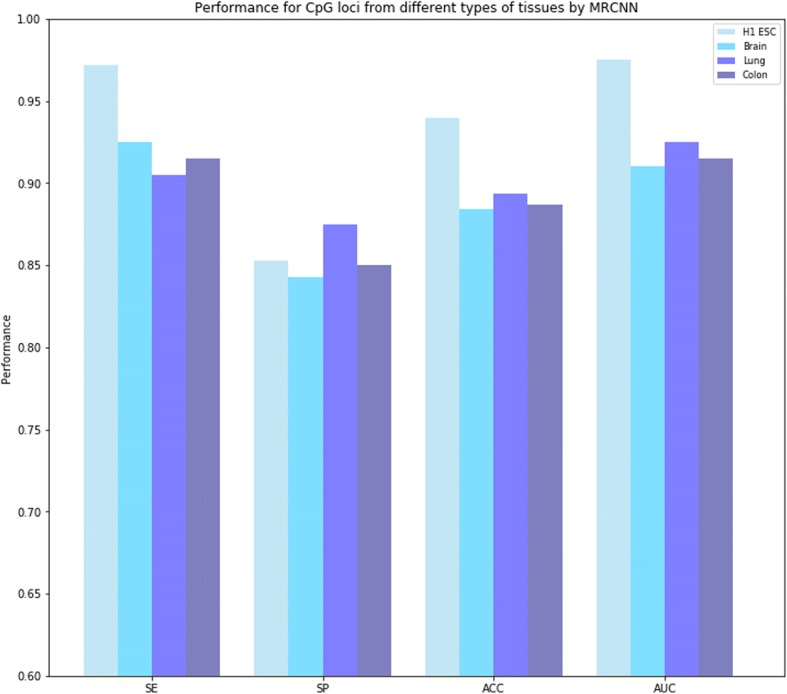 Performance for CpG loci from different types of tissues by MRCNN
1.00
0.95
0.90
0.85
0.80
0.75
0.70
0.65
0.60
Performance
H1 ESC
Brain
Lung
Colon
SE
SP
ACC
AUC